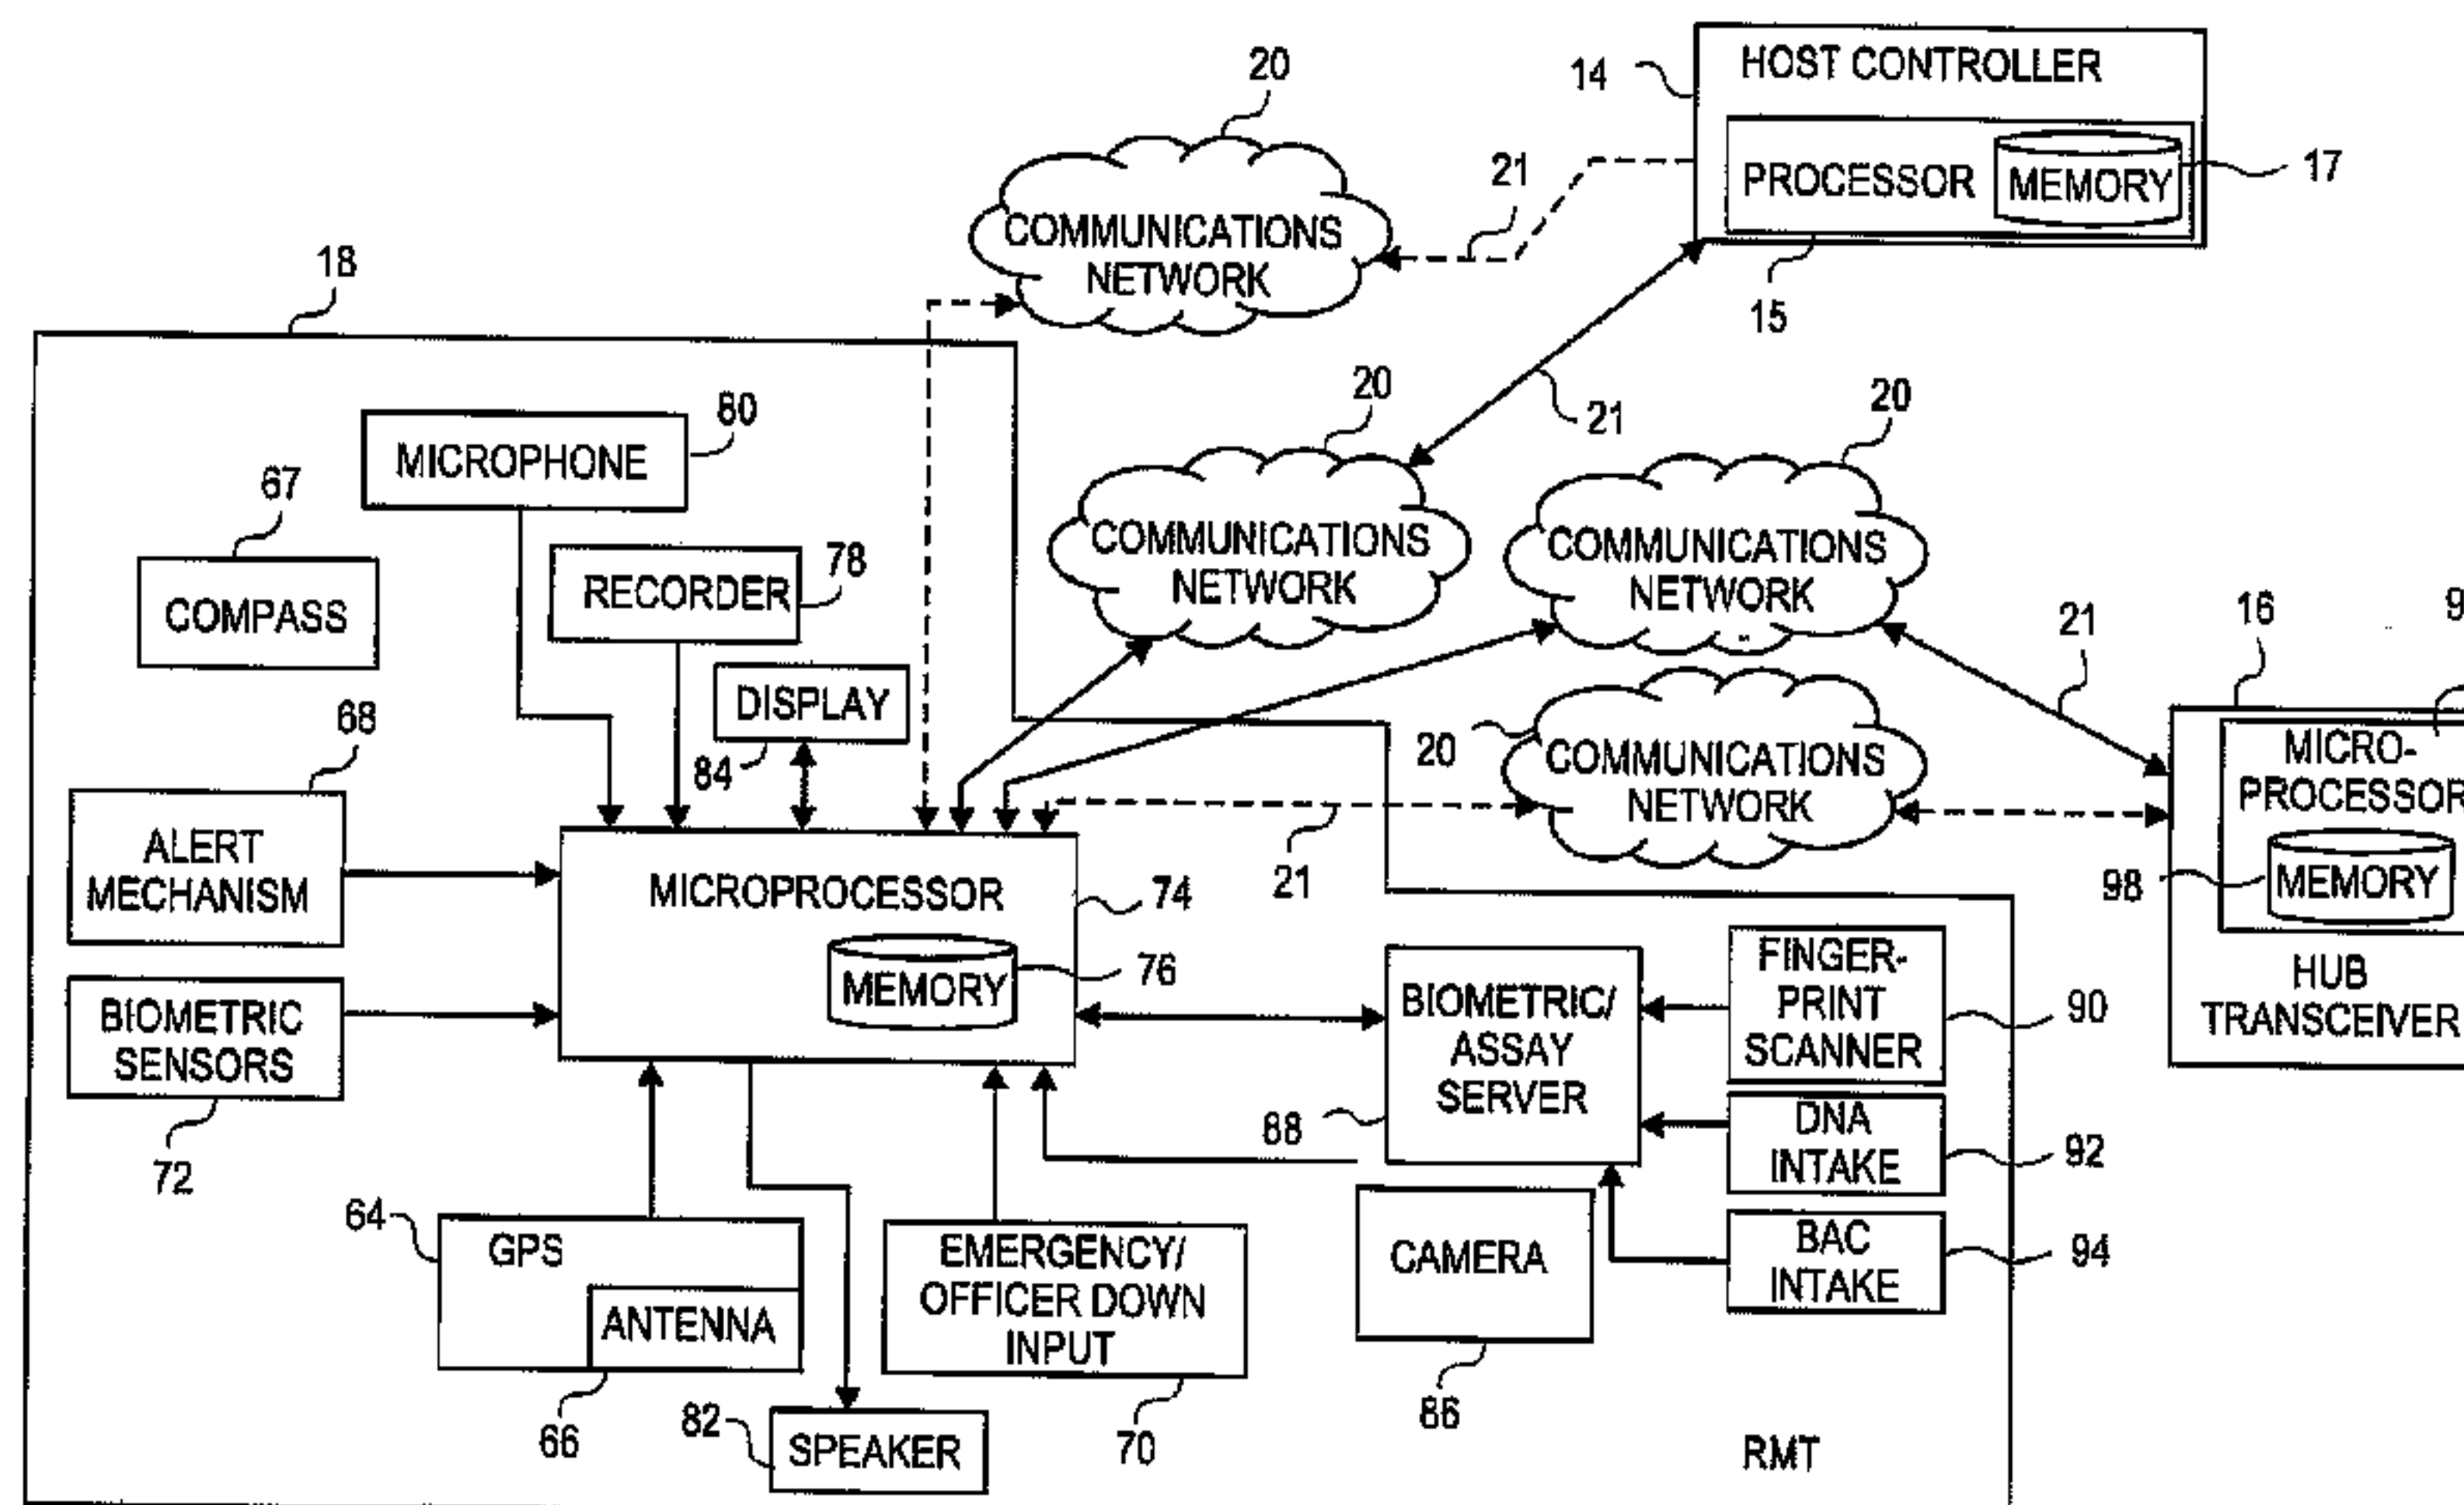 20
14
HOST CONTROLLER
PROCESSOR
MEMORY
17
15
21
COMMUNICATIONS
NETWORK
18
20
21
20
COMMUNICATIONS
NETWORK
COMMUNICATIONS
NETWORK
80
MICROPHONE
67
COMPASS
RECORDER
78
DISPLAY
84
68
ALERT
MECHANISM
20
COMMUNICATIONS
NETWORK
21
21
16
MICRO-
PROCESSOR
98
MEMORY
HUB
TRANSCEIVER
MICROPROCESSOR
74
MEMORY
76
BIOMETRIC
SENSORS
72
BIOMETRIC/
ASSAY
SERVER
88
FINGER-
PRINT
SCANNER
90
DNA
INTAKE
92
BAC
INTAKE
94
64
GPS
ANTENNA
66
EMERGENCY/
OFFICER DOWN
INPUT
70
CAMERA
86
82
SPEAKER
RMT